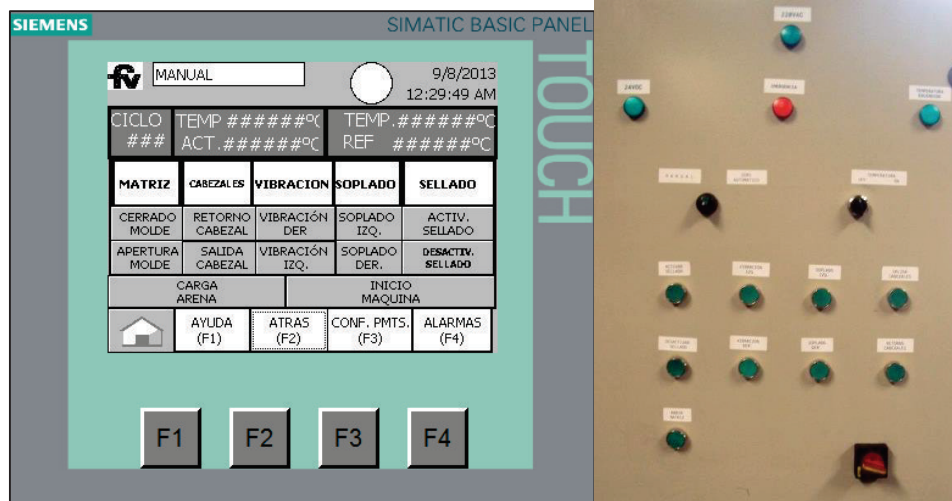 SIEMENS
SIMATIC BASIC PANEL
TOUCH
fv
MANUAL
9/8/2013
12:29:49 AM
CICLO
###
TEMP ######ºC
ACT.######ºC
TEMP.######ºC
REF ######ºC
MATRIZ
CABEZALES
VIBRACION
SOPLADO
SELLADO
CERRADO
MOLDE
RETORNO
CABEZAL
VIBRACIÓN
DER
SOPLADO
IZQ.
ACTIV.
SELLADO
APERTURA
MOLDE
SALIDA
CABEZAL
VIBRACIÓN
IZQ.
SOPLADO
DER.
DESACTIV.
SELLADO
CARGA
ARENA
INICIO
MAQUINA
AYUDA
(F1)
ATRAS
(F2)
CONF. PMTS.
(F3)
ALARMAS
(F4)
F1
F2
F3
F4
220VAC
24VDC
EMERGENCIA
MANUAL